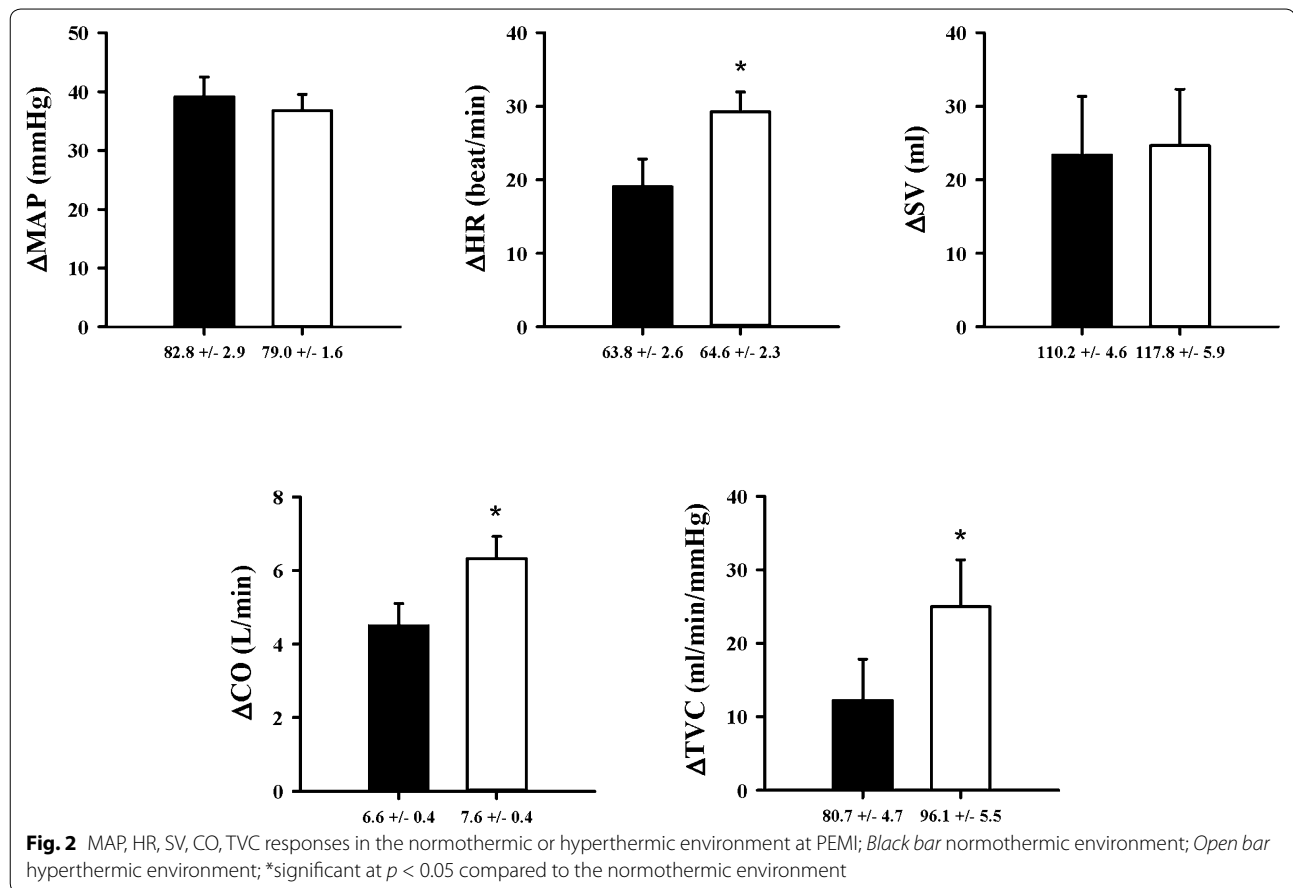 50
40
30
20
10
0
ΔMAP (mmHg)
82.8 +/- 2.9 79.0 +/- 1.6
40
30
20
10
0
ΔHR (beat/min)
*
63.8 +/- 2.6 64.6 +/- 2.3
40
30
20
10
0
ΔSV (ml)
110.2 +/- 4.6 117.8 +/- 5.9
8
6
4
2
0
ΔCO (L/min)
*
6.6 +/- 0.4 7.6 +/- 0.4
40
30
20
10
0
ΔTVC (ml/min/mmHg)
*
80.7 +/- 4.7 96.1 +/- 5.5
Fig. 2 MAP, HR, SV, CO, TVC responses in the normothermic or hyperthermic environment at PEMI; Black bar normothermic environment; Open bar
hyperthermic environment; *significant at p < 0.05 compared to the normothermic environment